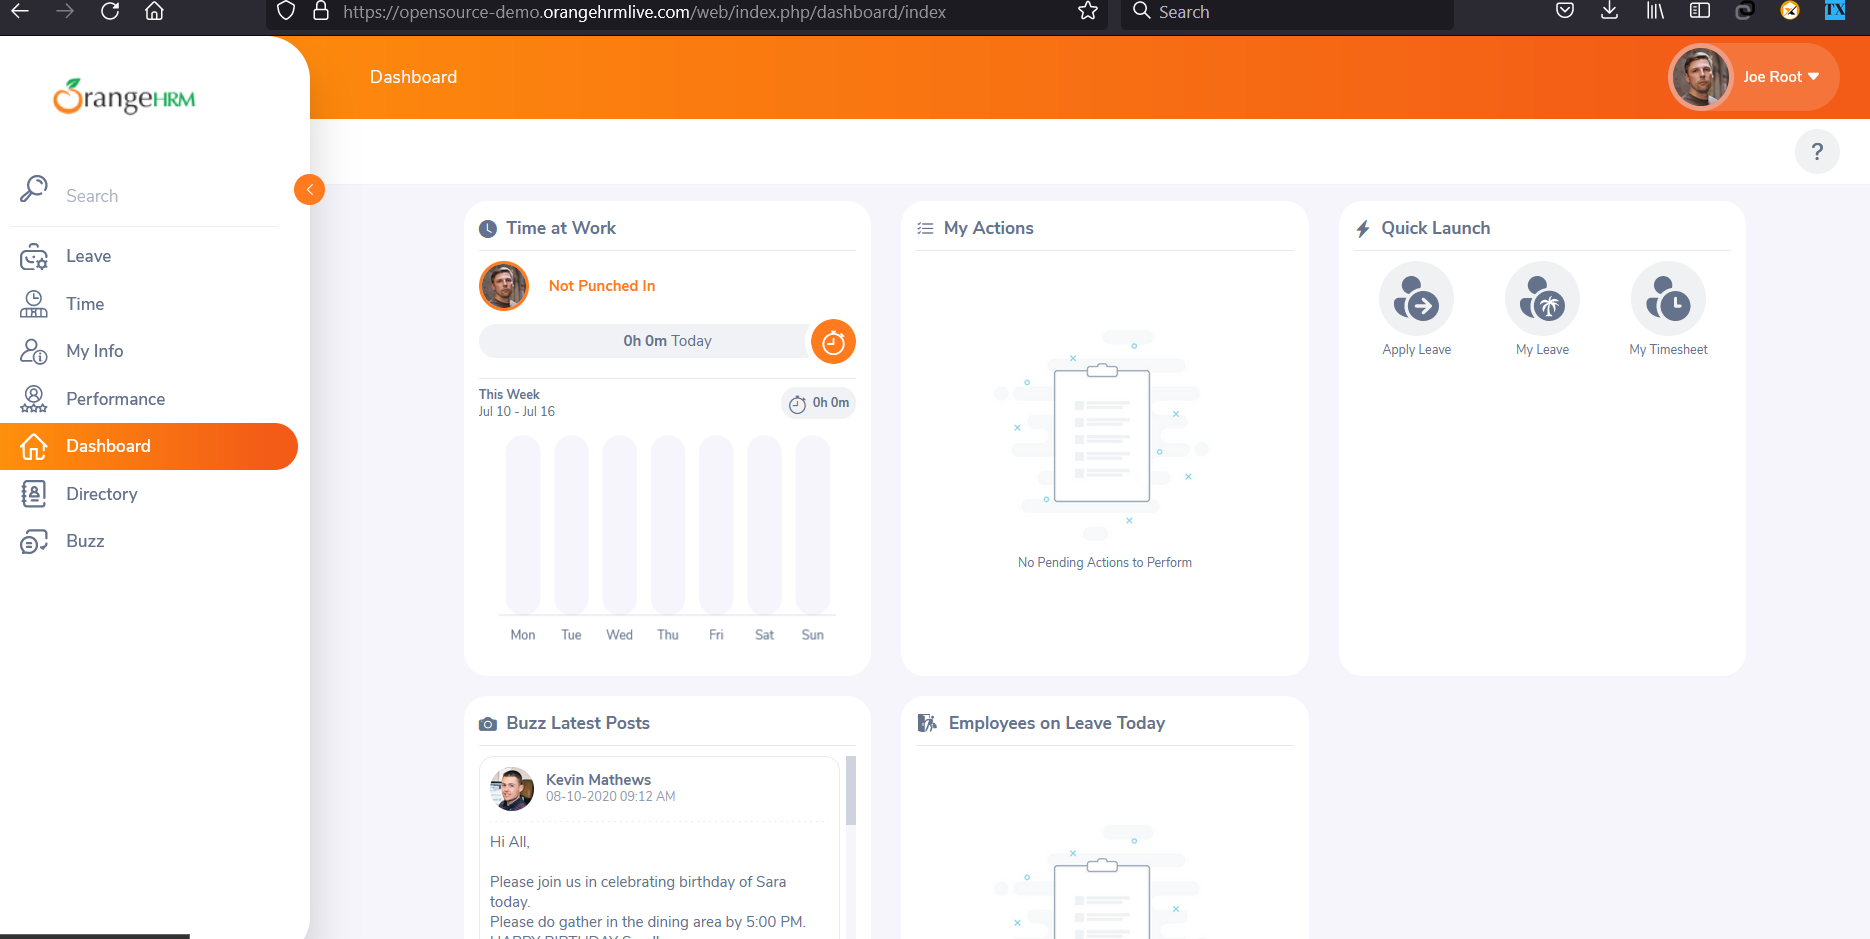 https://opensource-demo.orangehrmlive.com/web/index.php/dashboard/index
Search
TX
OrangeHRM
Dashboard
Joe Root
?
Search
Leave
Time
My Info
Performance
Dashboard
Directory
Buzz
Time at Work
Not Punched In
0h 0m Today
This Week
Jul 10 - Jul 16
0h 0m
Mon Tue Wed Thu Fri Sat Sun
My Actions
No Pending Actions to Perform
Quick Launch
Apply Leave
My Leave
My Timesheet
Buzz Latest Posts
Kevin Mathews
08-10-2020 09:12 AM
Hi All,
Please join us in celebrating birthday of Sara
today.
Please do gather in the dining area by 5:00 PM.
HAPPY BIRTHDAY
Employees on Leave Today